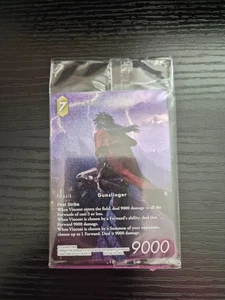 7
Gunslinger
First Strike
When Vincent enters the field, deal 9000 damage to all the
Forwards of cost 3 or less.
When Vincent is chosen by a Forward's ability, deal that
Forward 9000 damage.
When Vincent is chosen by a Summon of your opponent,
choose up to 1 Forward. Deal it 9000 damage.
9000